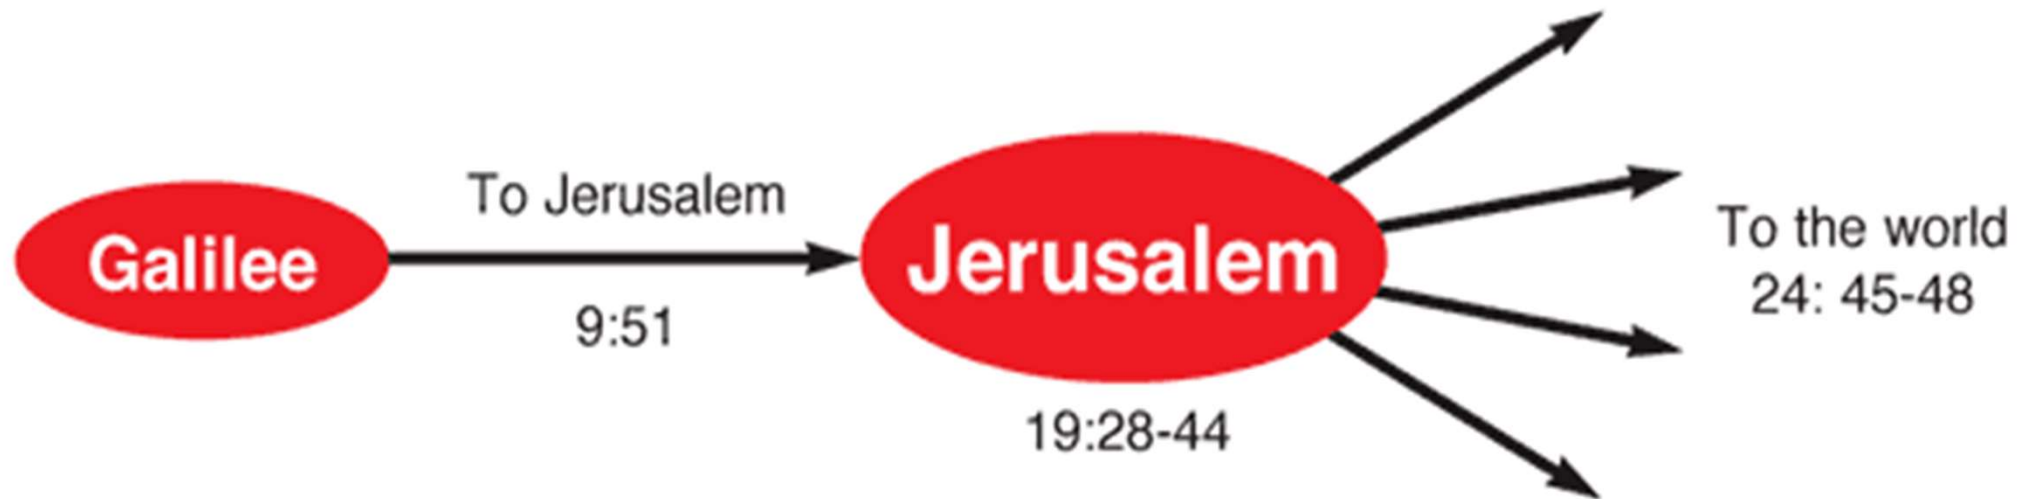 Galilee
To Jerusalem
9:51
Jerusalem
19:28-44
To the world
24: 45-48